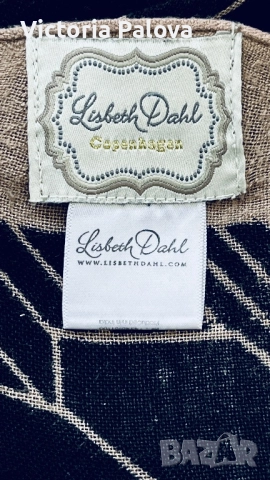 Victoria Palova
Lisbeth Dahl
Copenhagen
Lisbeth Dahl
WWW.LISBETHDAHL.COM
BAZAR